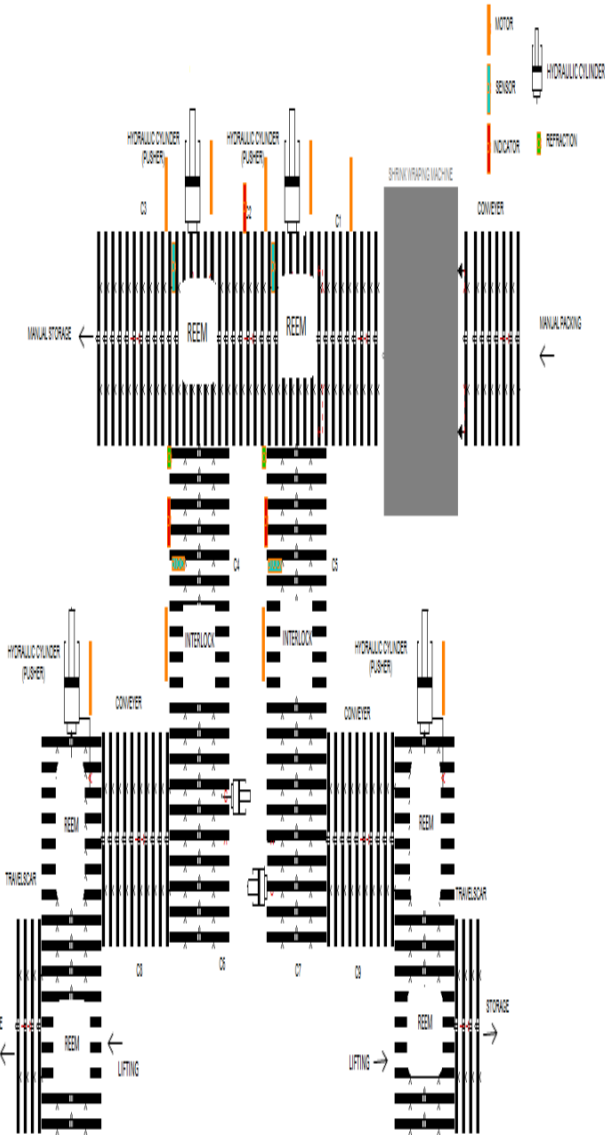 MOTOR
HYDRAULIC CYLINDER
SENSOR
INDICATOR
REFRACTION
HYDRAULIC CYLINDER
(PUSHER)
HYDRAULIC CYLINDER
(PUSHER)
SHRINK WRAPING MACHINE
C3
C2
C1
CONVEYER
REEM
REEM
MANUAL STORAGE
MANUAL PACKING
C4
C5
INTERLOCK
INTERLOCK
HYDRAULIC CYLINDER
(PUSHER)
HYDRAULIC CYLINDER
(PUSHER)
CONVEYER
CONVEYER
REEM
REEM
TRAVELSCAR
TRAVELSCAR
C8
C6
C7
C9
REEM
REEM
STORAGE
E
LIFTING
LIFTING